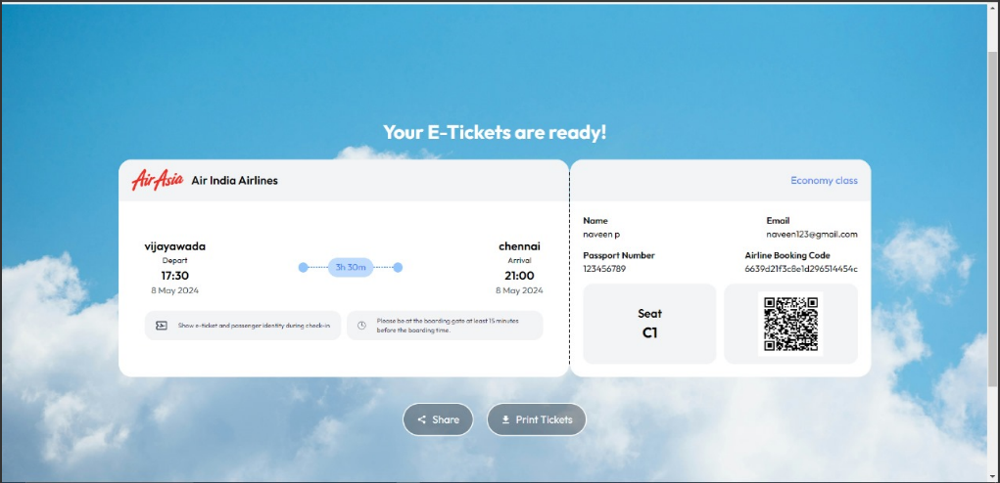 Your E-Tickets are ready!
AirAsia Air India Airlines
vijayawada
Depart
17:30
8 May 2024
3h 30m
chennai
Arrival
21:00
8 May 2024
Show e-ticket and passenger identity during check-in
Please be at the boarding gate at least 15 minutes
before the boarding time.
Economy class
Name
naveen p
Email
naveen123@gmail.com
Passport Number
123456789
Airline Booking Code
6639d21f3c8e1d296514454c
Seat
C1
Share
Print Tickets